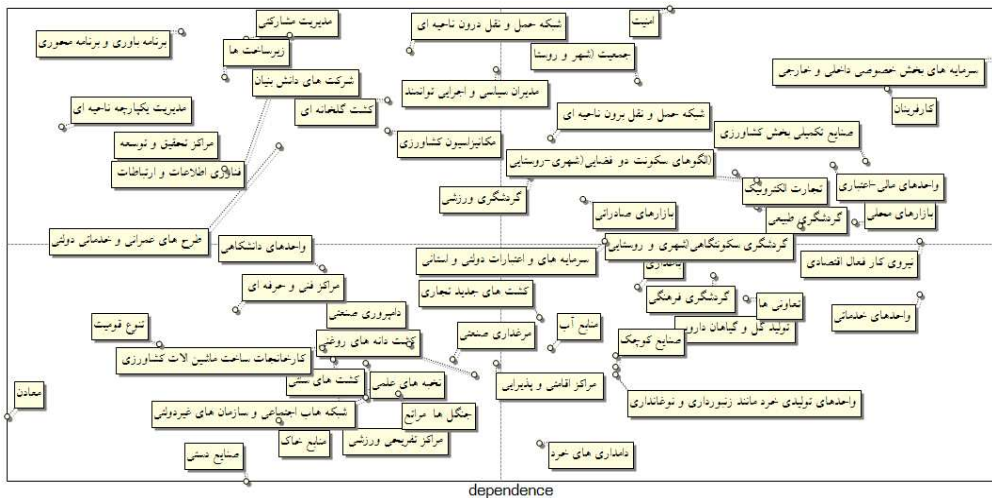 مدیریت مشارکتی
شبکه حمل و نقل درون ناحیه ای
امنیت
برنامه باوری و برنامه محوری
زیرساخت ها
جمعیت (شهر و روستا
سرمایه های بخش خصوصی داخلی و خارجی
شرکت های دانش بنیان
مدیران سیاسی و اجرایی توانمند
مدیریت یکپارچه ناحیه ای
کشت گلخانه ای
شبکه حمل و نقل برون ناحیه ای
کارفرینان
مراکز تحقیق و توسعه
مکانیزاسیون کشاورزی
صنایع تکمیلی بخش کشاورزی
فناوری اطلاعات و ارتباطات
(الگوهای سکونت دو فضایی(شهری-روستایی
تجارت الکترونیک
واحدهای مالی-اعتباری
گردشگری ورزشی
بازارهای صادراتی
گردشگری طبیعی
بازارهای محلی
طرح های عمرانی و خدماتی دولتی
واحدهای دانشگاهی
سرمایه های و اعتبارات دولتی و استانی
گردشگری سکونتگاهی(شهری و روستایی
نیروی کار فعال اقتصادی
مراکز فنی و حرفه ای
کشت های جدید تجاری
گردشگری فرهنگی
تعاونی ها
دامپروری صنعتی
تولید گل و گیاهان دارویی
واحدهای خدماتی
تنوع قومیت
مرغداری صنعتی
منابع آب
صنایع کوچک
کشت دانه های روغنی
کارخانجات ساخت ماشین الات کشاورزی
معادن
کشت های سنتی
نخبه های علمی
مراکز اقامتی و پذیرایی
واحدهای تولیدی خرد مانند زنبورداری و نوغانداری
شبکه هاب اجتماعی و سازمان های غیردولتی
جنگل ها مراتع
منابع خاک
مراکز تفریحی ورزشی
صنایع دستی
دامداری های خرد
dependence